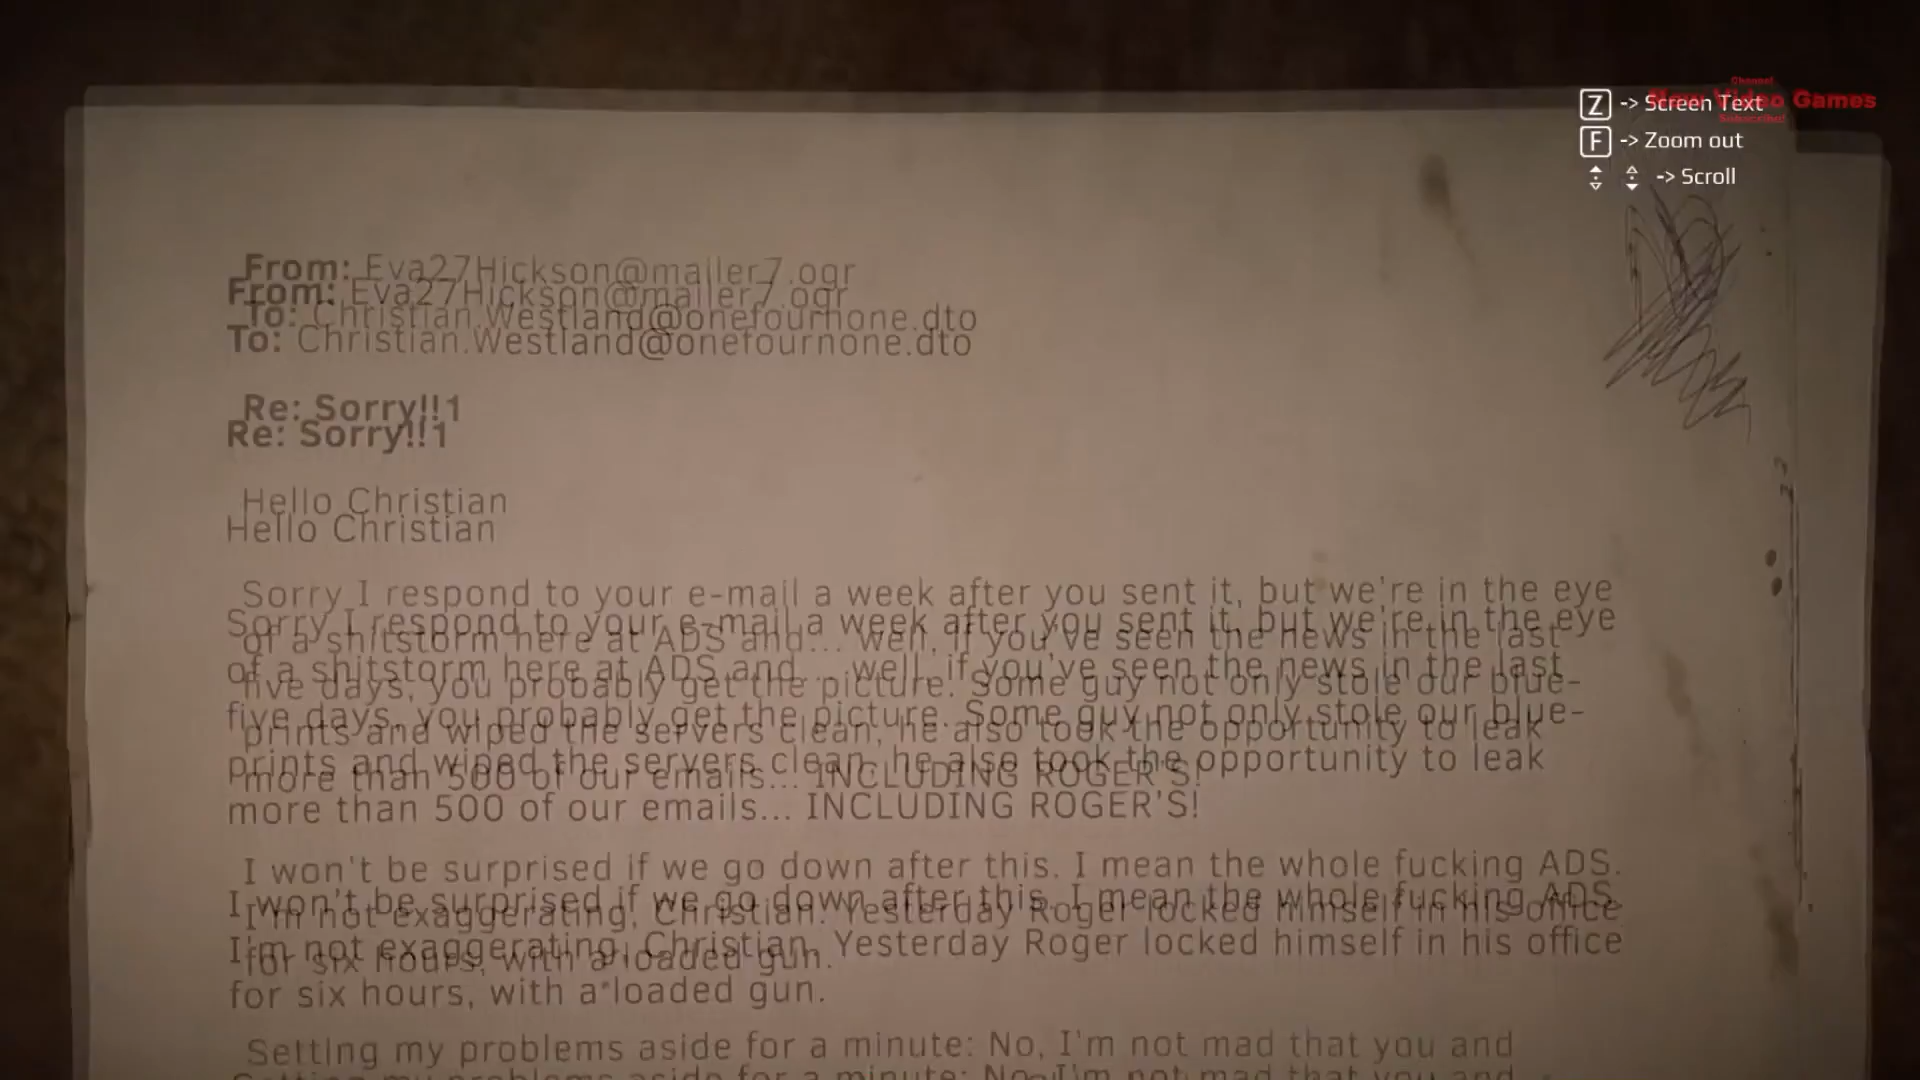 Channel
New Video Games
Subscribe!
Z -> Screen Text
F -> Zoom out
-> Scroll
From: Eva27Hickson@mailer7.ogr
To: Christian.Westland@onefournone.dto
Re: Sorry!!1
Hello Christian
Sorry I respond to your e-mail a week after you sent it, but we're in the eye
of a shitstorm here at ADS and... well, if you've seen the news in the last
five days, you probably get the picture. Some guy not only stole our blue-
prints and wiped the servers clean, he also took the opportunity to leak
more than 500 of our emails... INCLUDING ROGER'S!
I won't be surprised if we go down after this. I mean the whole fucking ADS.
I'm not exaggerating, Christian. Yesterday Roger locked himself in his office
for six hours, with a loaded gun.
Setting my problems aside for a minute: No, I'm not mad that you and